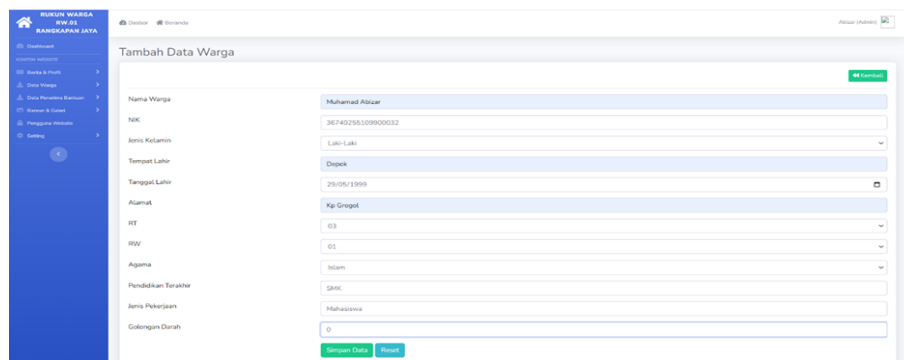 RUKUN WARGA
RW.01
RANGKAPAN JAYA
Dasbor
Beranda
Abizar (Admin)
Dashboard
KONTEN WEBSITE
Berita & Profil
Data Warga
Data Penerima Bantuan
Banner & Galeri
Pengguna Website
Setting
Tambah Data Warga
Kembali
Nama Warga
Muhamad Abizar
NIK
36740255109900032
Jenis Kelamin
Laki-Laki
Tempat Lahir
Depok
Tanggal Lahir
29/05/1999
Alamat
Kp Grogol
RT
03
RW
01
Agama
Islam
Pendidikan Terakhir
SMK
Jenis Pekerjaan
Mahasiswa
Golongan Darah
0
Simpan Data
Reset